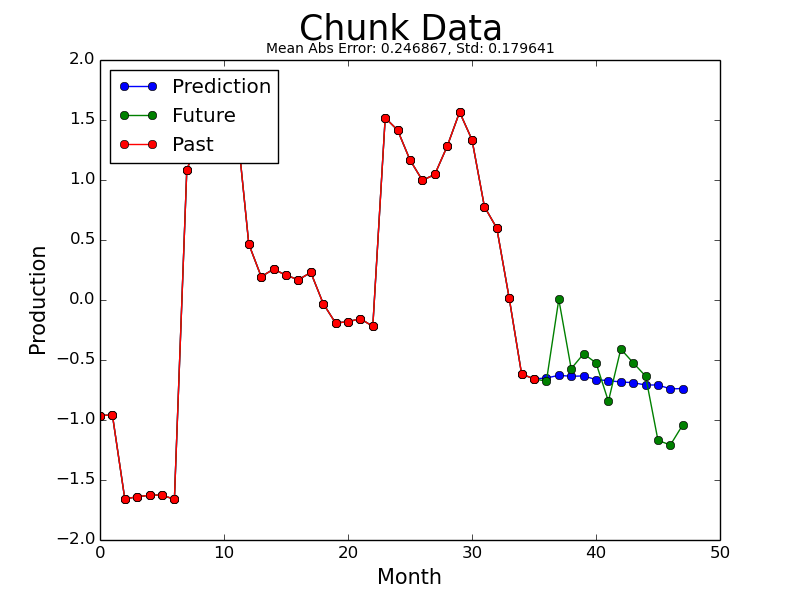 Chunk Data
Mean Abs Error: 0.246867, Std: 0.179641
2.0
1.5
1.0
0.5
0.0
−0.5
−1.0
−1.5
−2.0
Production
Prediction
Future
Past
0 10 20 30 40 50
Month